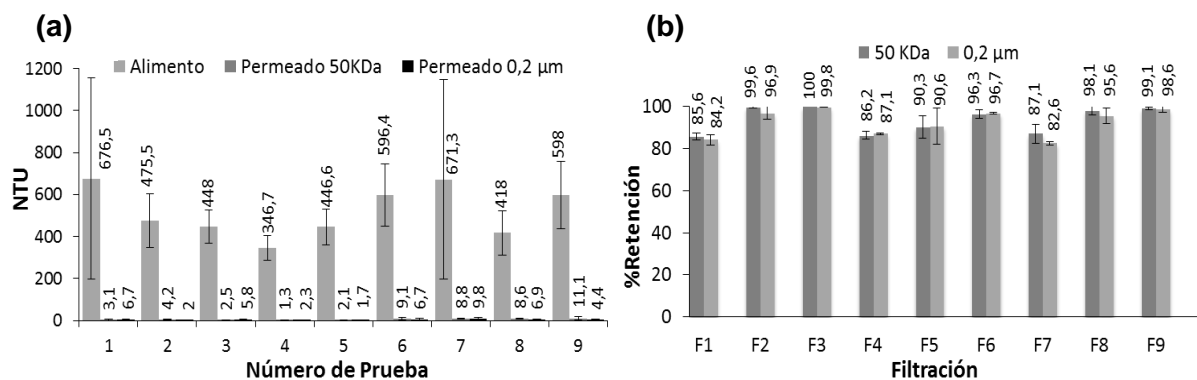 (a)
Alimento Permeado 50KDa Permeado 0,2 µm
NTU
1200
1000
800
600
400
200
0
676,5 3,1 6,7 475,5 4,2 2 448 2,5 5,8 346,7 1,3 2,3 446,6 2,1 1,7 596,4 9,1 6,7 671,3 8,8 9,8 418 8,6 6,9 598 11,1 4,4
1 2 3 4 5 6 7 8 9
Número de Prueba
(b)
50 KDa 0,2 µm
%Retención
100
80
60
40
20
0
85,6 84,2 99,6 96,9 100 99,8 86,2 87,1 90,3 90,6 96,3 96,7 87,1 82,6 98,1 95,6 99,1 98,6
F1 F2 F3 F4 F5 F6 F7 F8 F9
Filtración